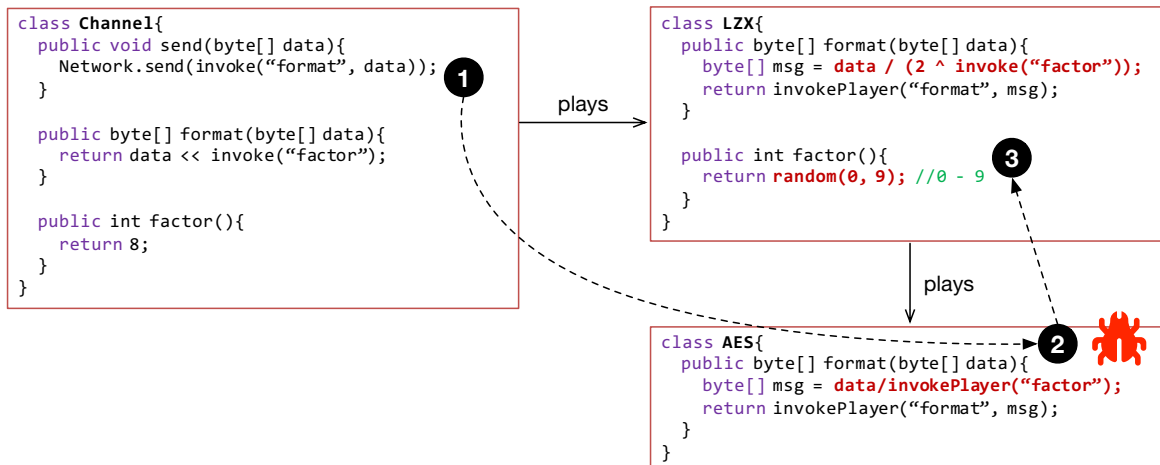 class Channel{
public void send(byte[] data){
Network.send(invoke(“format”, data));
}
public byte[] format(byte[] data){
return data << invoke(“factor”);
}
public int factor(){
return 8;
}
}
1
plays
class LZX{
public byte[] format(byte[] data){
byte[] msg = data / (2 ^ invoke(“factor”));
return invokePlayer(“format”, msg);
}
public int factor(){
return random(0, 9); //0 - 9
}
}
3
plays
2
class AES{
public byte[] format(byte[] data){
byte[] msg = data/invokePlayer(“factor”);
return invokePlayer(“format”, msg);
}
}